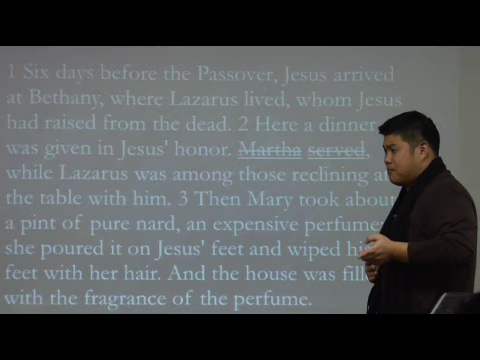 1 Six days before the Passover, Jesus arrived
at Bethany, where Lazarus lived, whom Jesus
had raised from the dead. 2 Here a dinner
was given in Jesus' honor. Martha served,
while Lazarus was among those reclining at
the table with him. 3 Then Mary took about
a pint of pure nard, an expensive perfume
she poured it on Jesus' feet and wiped his
feet with her hair. And the house was filled
with the fragrance of the perfume.